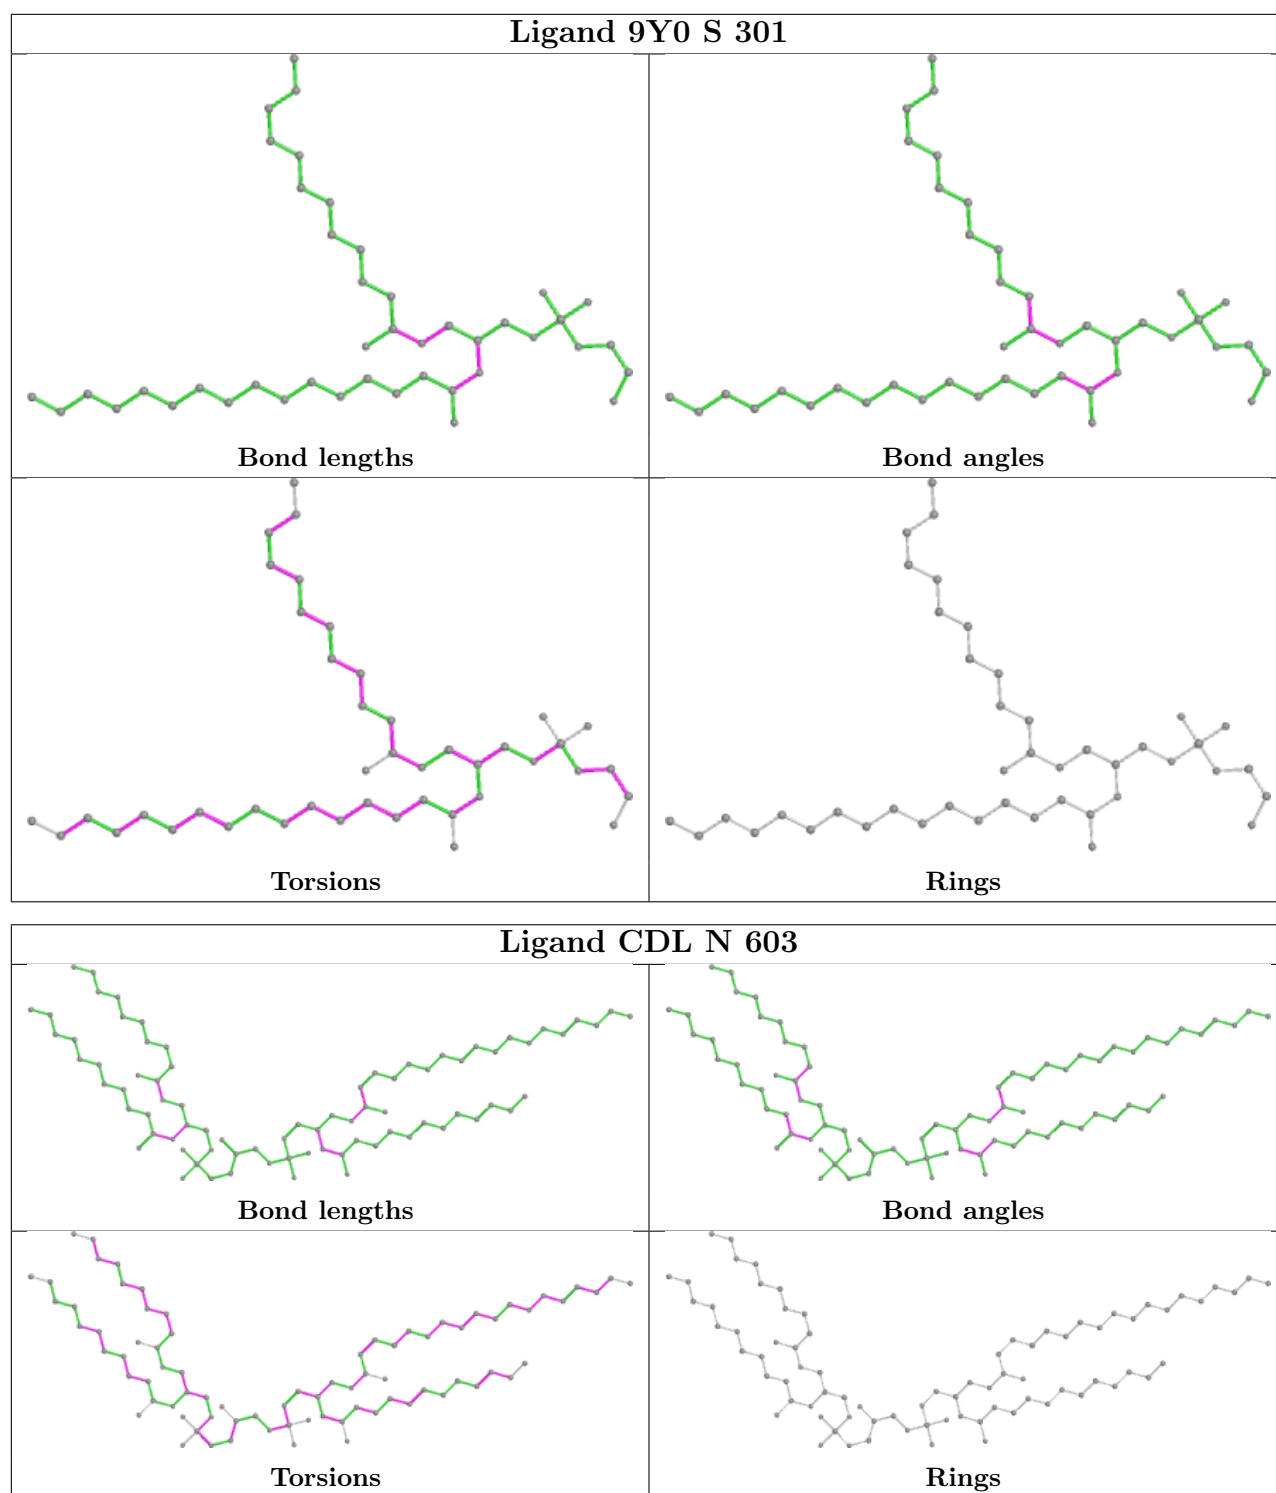 Ligand 9Y0 S 301
Bond lengths
Bond angles
Torsions
Rings
Ligand CDL N 603
Bond lengths
Bond angles
Torsions
Rings